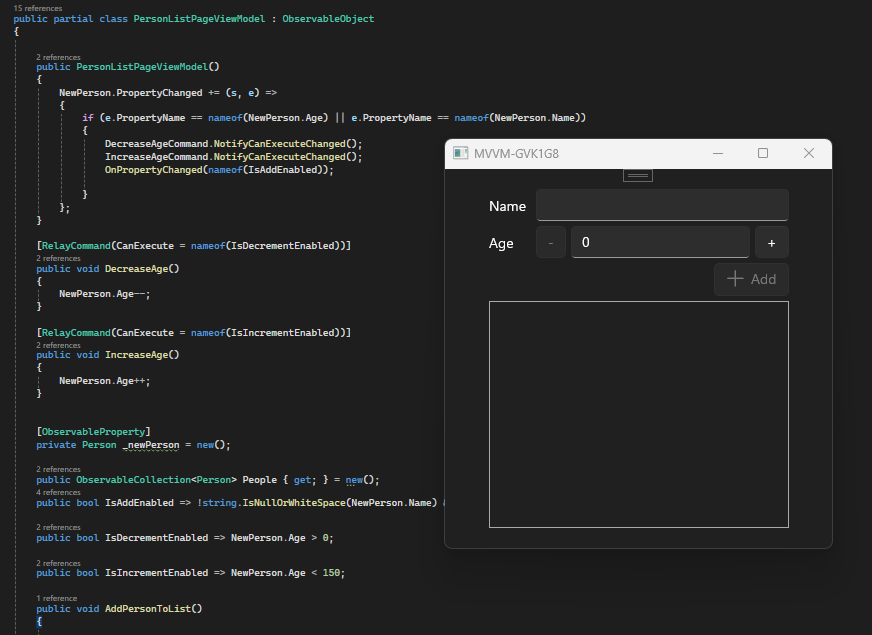 15 references
public partial class PersonListPageViewModel : ObservableObject
{
2 references
public PersonListPageViewModel()
{
NewPerson.PropertyChanged += (s, e) =>
{
if (e.PropertyName == nameof(NewPerson.Age) || e.PropertyName == nameof(NewPerson.Name))
{
DecreaseAgeCommand.NotifyCanExecuteChanged();
IncreaseAgeCommand.NotifyCanExecuteChanged();
OnPropertyChanged(nameof(IsAddEnabled));
}
};
}
[RelayCommand(CanExecute = nameof(IsDecrementEnabled))]
2 references
public void DecreaseAge()
{
NewPerson.Age--;
}
[RelayCommand(CanExecute = nameof(IsIncrementEnabled))]
2 references
public void IncreaseAge()
{
NewPerson.Age++;
}
[ObservableProperty]
private Person _newPerson = new();
2 references
public ObservableCollection<Person> People { get; } = new();
4 references
public bool IsAddEnabled => !string.IsNullOrWhiteSpace(NewPerson.Name)
2 references
public bool IsDecrementEnabled => NewPerson.Age > 0;
2 references
public bool IsIncrementEnabled => NewPerson.Age < 150;
1 reference
public void AddPersonToList()
{
MVVM-GVK1G8
Name
Age - 0 +
+ Add